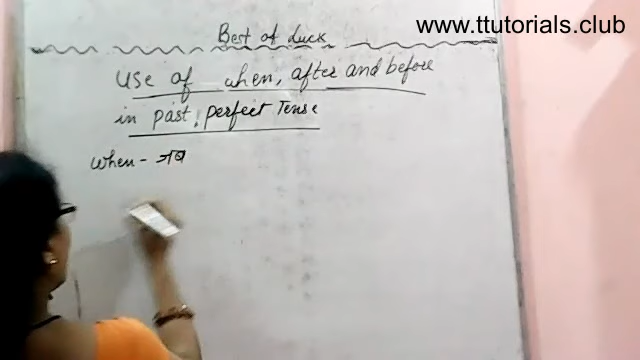 www.ttutorials.club
Best of Luck
Use of when, after and before
in past perfect Tense
When - जब